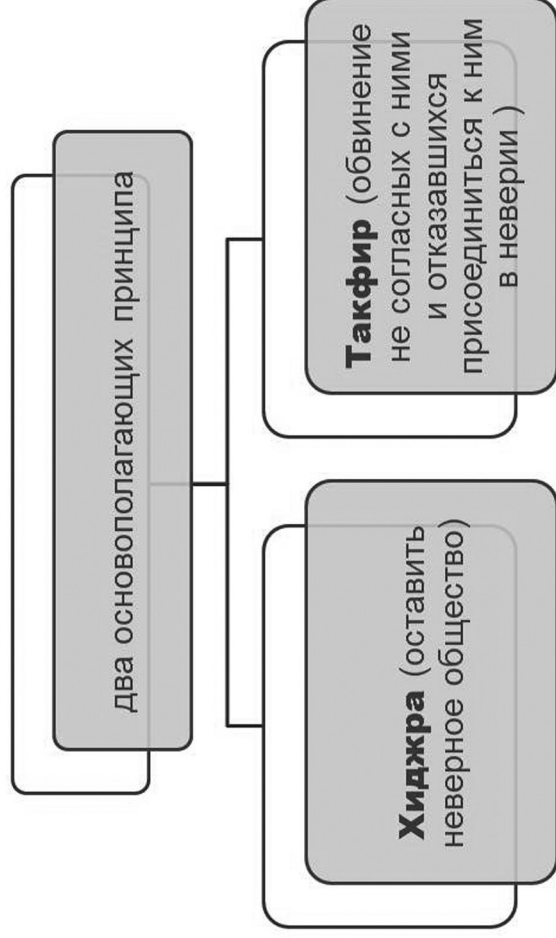 два основополагающих принципа
Хиджра (оставить
неверное общество)
Такфир (обвинение
не согласных с ними
и отказавшихся
присоединиться к ним
в неверии )